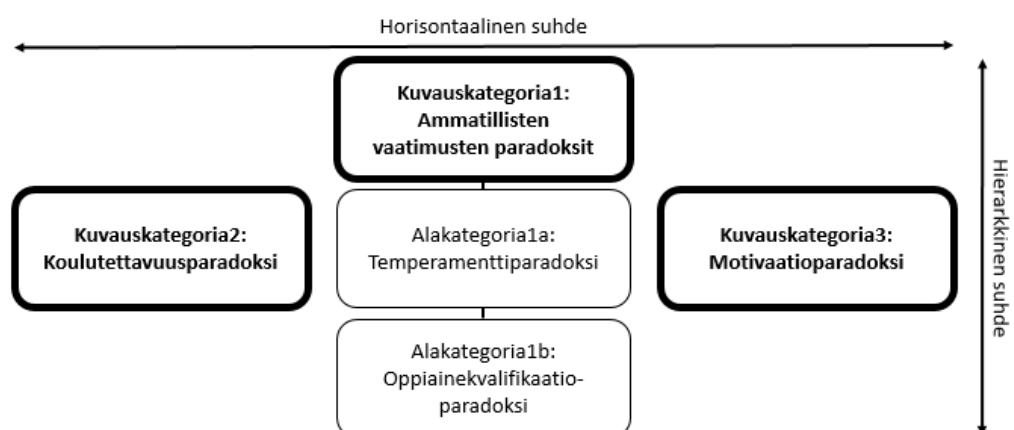 Horisontaalinen suhde
Kuvauskategoria1:
Ammatillisten
vaatimusten paradoksit
Kuvauskategoria2:
Koulutettavuusparadoksi
Alakategoria1a:
Temperamenttiparadoksi
Kuvauskategoria3:
Motivaatioparadoksi
Alakategoria1b:
Oppiainekvalifikaatio-
paradoksi
Hierarkkinen suhde